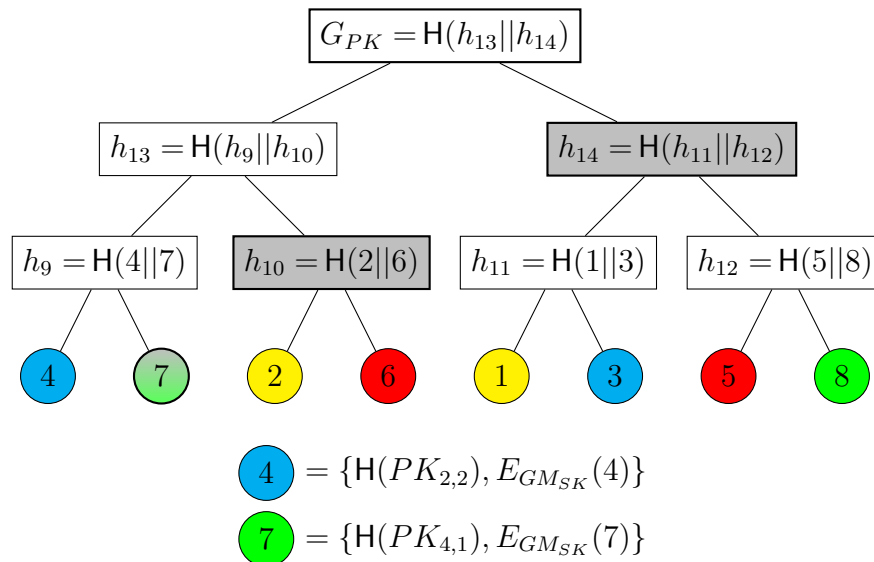 G_{PK} = H(h_{13}||h_{14})
h_{13} = H(h_9||h_{10}) h_{14} = H(h_{11}||h_{12})
h_9 = H(4||7) h_{10} = H(2||6) h_{11} = H(1||3) h_{12} = H(5||8)
4 7 2 6 1 3 5 8
4 = {H(PK_{2,2}), E_{GM_{SK}}(4)}
7 = {H(PK_{4,1}), E_{GM_{SK}}(7)}